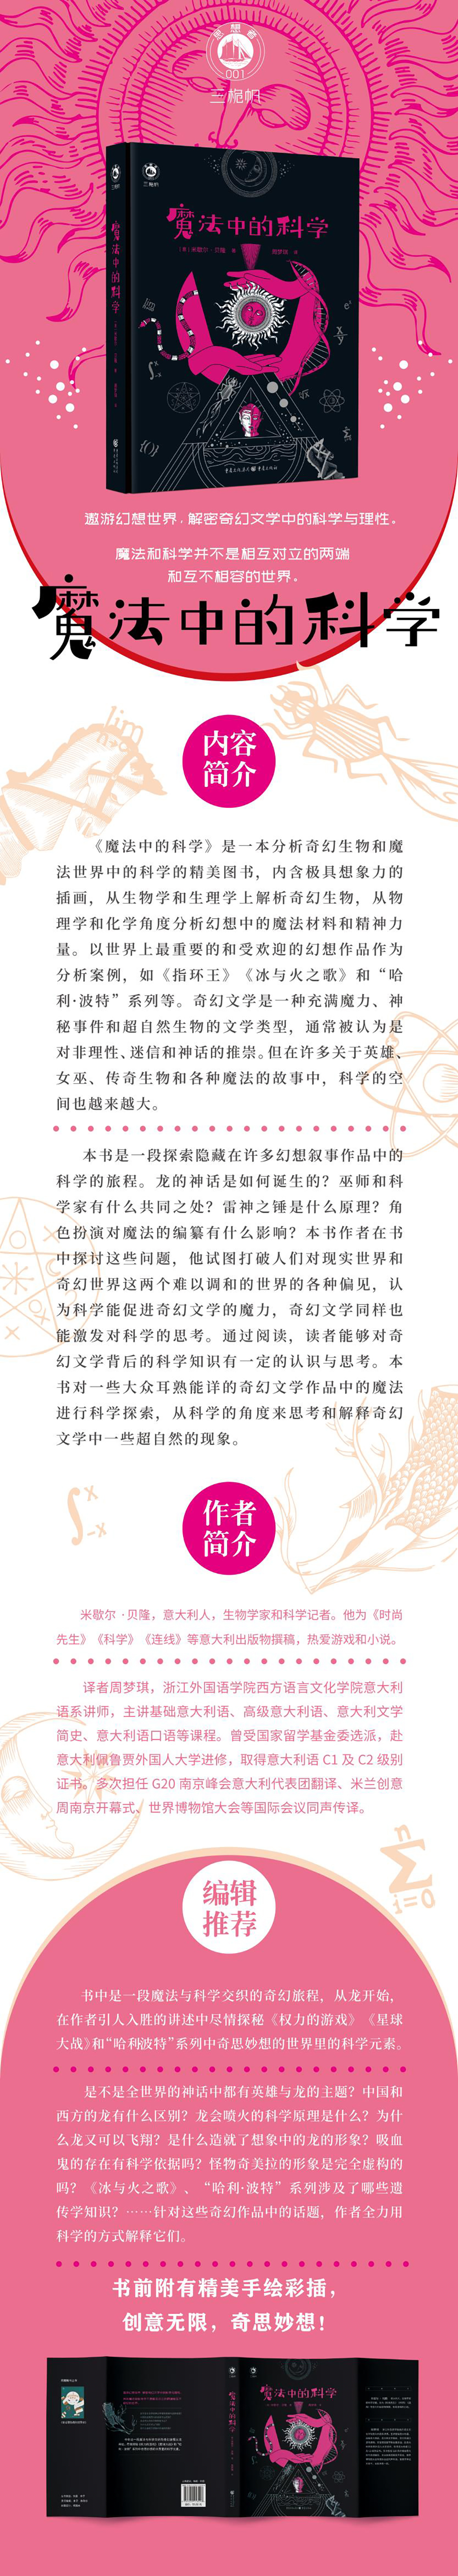 思想家
001
三桅帆
三桅帆
魔法中的科学
魔法中的科学
遨游幻想世界，解密奇幻文学中的科学与理性。
魔法和科学并不是相互对立的两端
和互不相容的世界。
魔法中的科学
内容
简介
《魔法中的科学》是一本分析奇幻生物和魔
法世界中的科学的精美图书，内含极具想象力的
插画，从生物学和生理学上解析奇幻生物，从物
理学和化学角度分析幻想中的魔法材料和精神力
量。以世界上最重要的和受欢迎的幻想作品作为
分析案例，如《指环王》《冰与火之歌》和“哈
利·波特”系列等。奇幻文学是一种充满魔力、神
秘事件和超自然生物的文学类型，通常被认为是
对非理性、迷信和神话的推崇。但在许多关于英雄、
女巫、传奇生物和各种魔法的故事中，科学的空
间也越来越大。
本书是一段探索隐藏在许多幻想叙事作品中的
科学的旅程。龙的神话是如何诞生的？巫师和科
学家有什么共同之处？雷神之锤是什么原理？角
色扮演对魔法的编纂有什么影响？本书作者在书
中探讨这些问题，他试图打破人们对现实世界和
奇幻世界这两个难以调和的世界的各种偏见，认
为科学能促进奇幻文学的魔力，奇幻文学同样也
能激发对科学的思考。通过阅读，读者能够对奇
幻文学背后的科学知识有一定的认识与思考。本
书对一些大众耳熟能详的奇幻文学作品中的魔法
进行科学探索，从科学的角度来思考和解释奇幻
文学中一些超自然的现象。
作者
简介
米歇尔·贝隆，意大利人，生物学家和科学记者。他为《时尚
先生》《科学》《连线》等意大利出版物撰稿，热爱游戏和小说。
译者周梦琪，浙江外国语学院西方语言文化学院意大利
语系讲师，主讲基础意大利语、高级意大利语、意大利文学
简史、意大利语口语等课程。曾受国家留学基金委选派，赴
意大利佩鲁贾外国人大学进修，取得意大利语 C1 及 C2 级别
证书。多次担任 G20 南京峰会意大利代表团翻译、米兰创意
周南京开幕式、世界博物馆大会等国际会议同声传译。
n
Σ
i=0
编辑
推荐
书中是一段魔法与科学交织的奇幻旅程，从龙开始，
在作者引人入胜的讲述中尽情探秘《权力的游戏》《星球
大战》和“哈利波特”系列中奇思妙想的世界里的科学元素。
是不是全世界的神话中都有英雄与龙的主题？中国和
西方的龙有什么区别？龙会喷火的科学原理是什么？为什
么龙又可以飞翔？是什么造就了想象中的龙的形象？吸血
鬼的存在有科学依据吗？怪物奇美拉的形象是完全虚构的
吗？《冰与火之歌》、“哈利·波特”系列涉及了哪些遗
传学知识？……针对这些奇幻作品中的话题，作者全力用
科学的方式解释它们。
书前附有精美手绘彩插，
创意无限，奇思妙想！
魔法中的科学
魔法中的科学